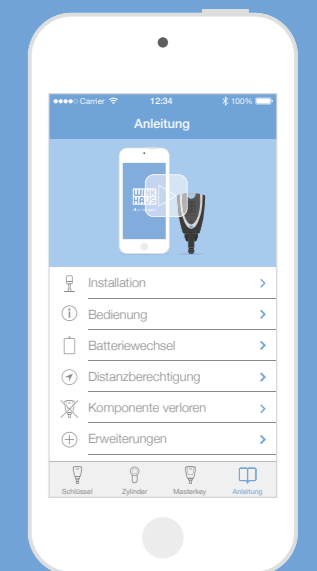 Carrier 12:34 100%
Anleitung
WINK
HAUS
Installation
Bedienung
Batteriewechsel
Distanzberechtigung
Komponente verloren
Erweiterungen
Schlüssel Zylinder Masterkey Anleitung